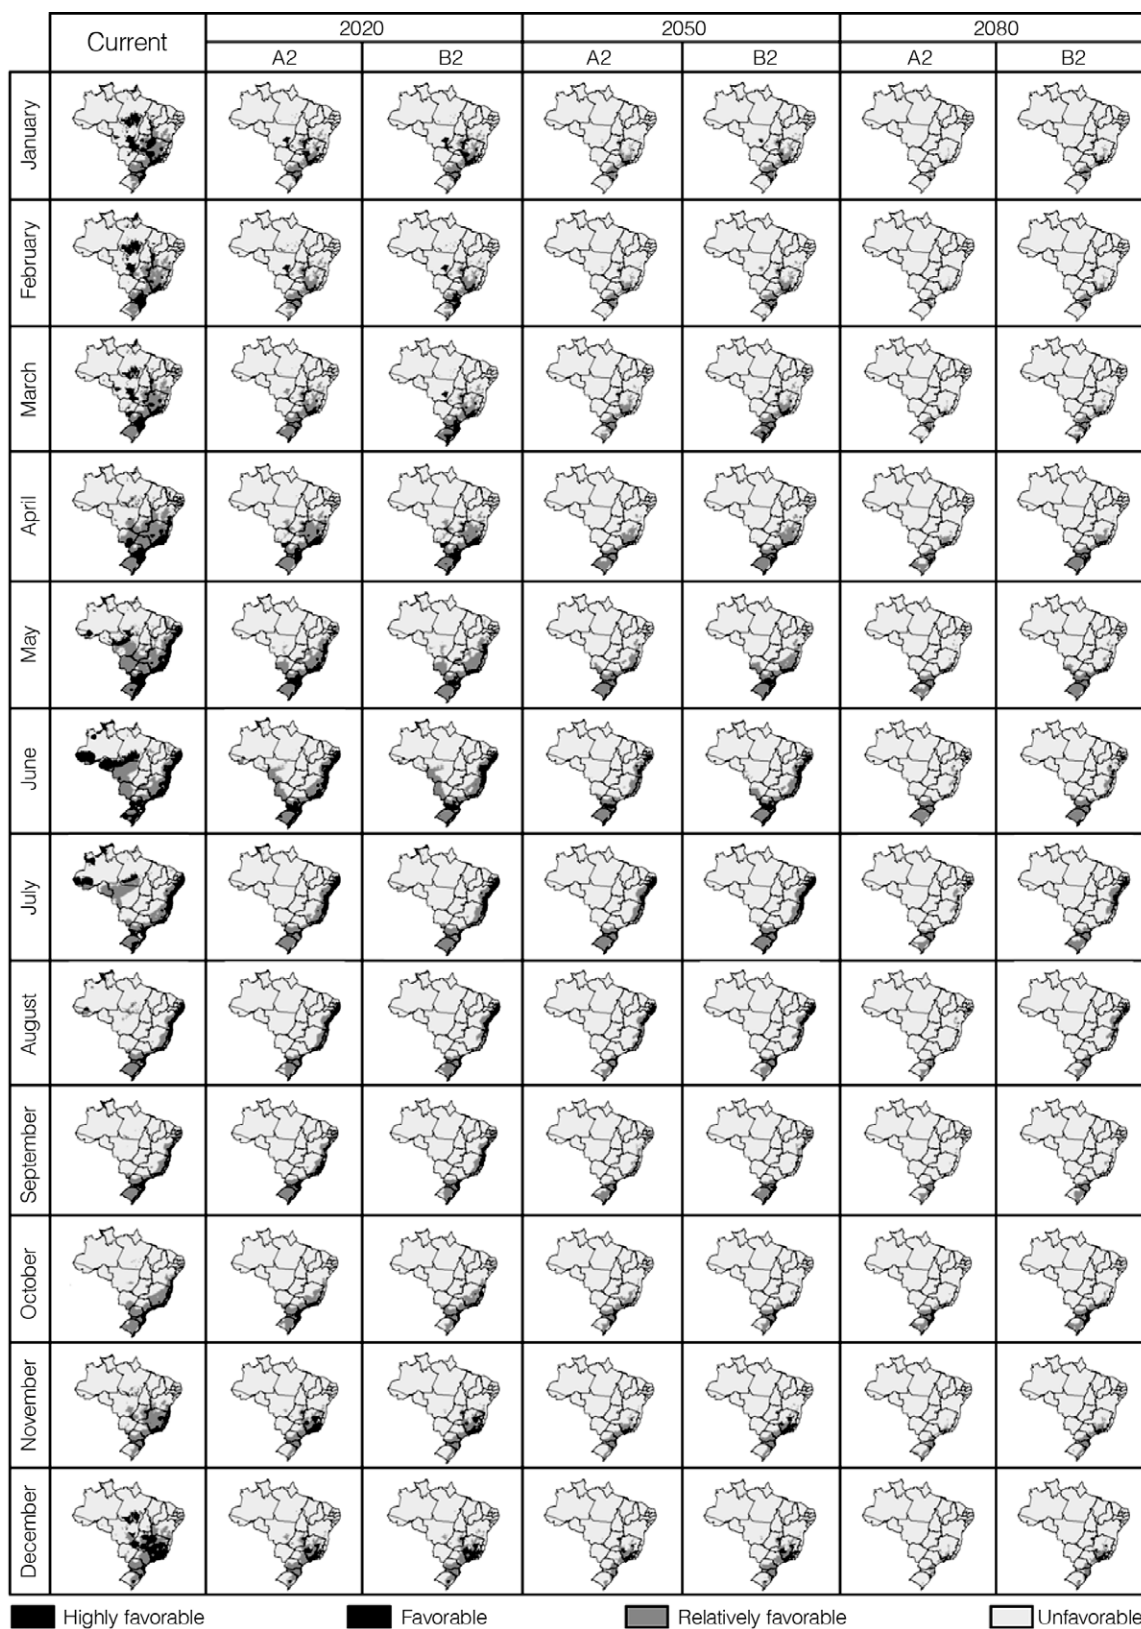 Current 2020 2050 2080
A2 B2 A2 B2 A2 B2
January
February
March
April
May
June
July
August
September
October
November
December
Highly favorable Favorable Relatively favorable Unfavorable